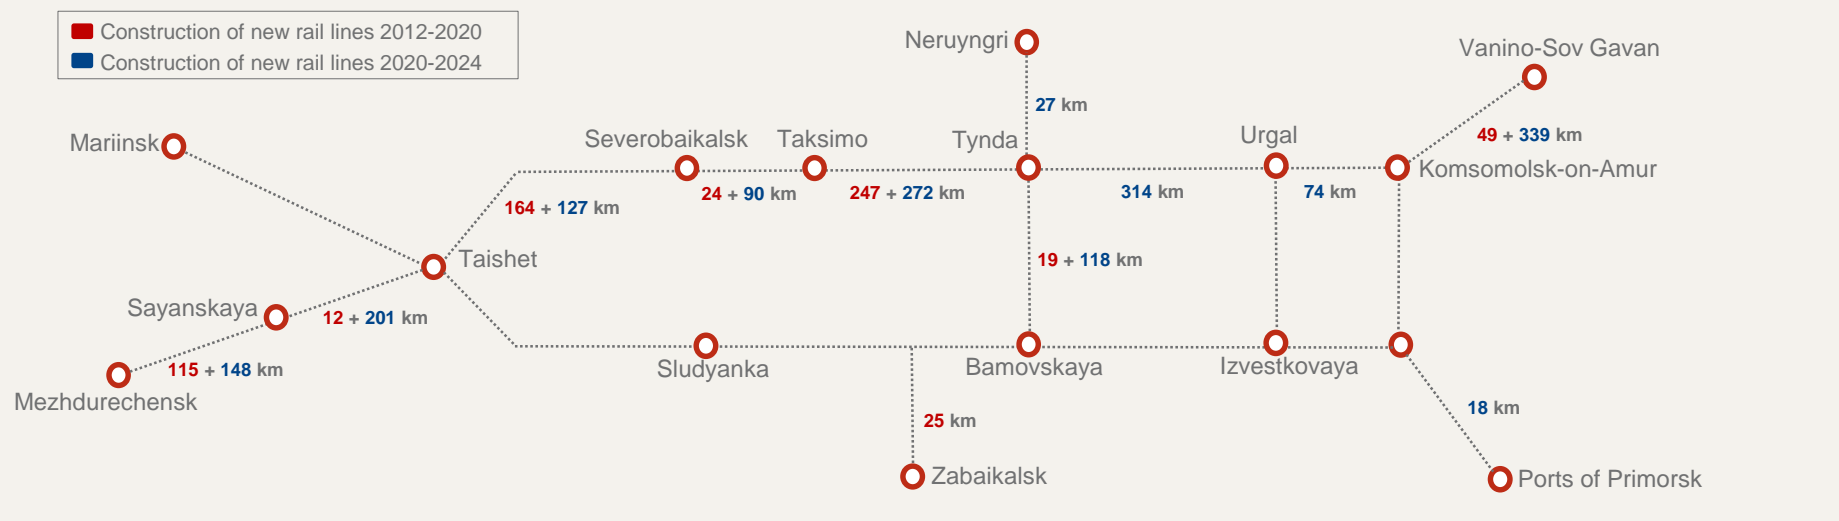 Construction of new rail lines 2012-2020
Construction of new rail lines 2020-2024
Neruyngri
Vanino-Sov Gavan
27 km
Mariinsk
Severobaikalsk
Taksimo
Tynda
Urgal
49 + 339 km
Komsomolsk-on-Amur
164 + 127 km
24 + 90 km
247 + 272 km
314 km
74 km
Taishet
19 + 118 km
Sayanskaya
12 + 201 km
115 + 148 km
Mezhdurechensk
Sludyanka
Bamovskaya
Izvestkovaya
25 km
18 km
Zabaikalsk
Ports of Primorsk